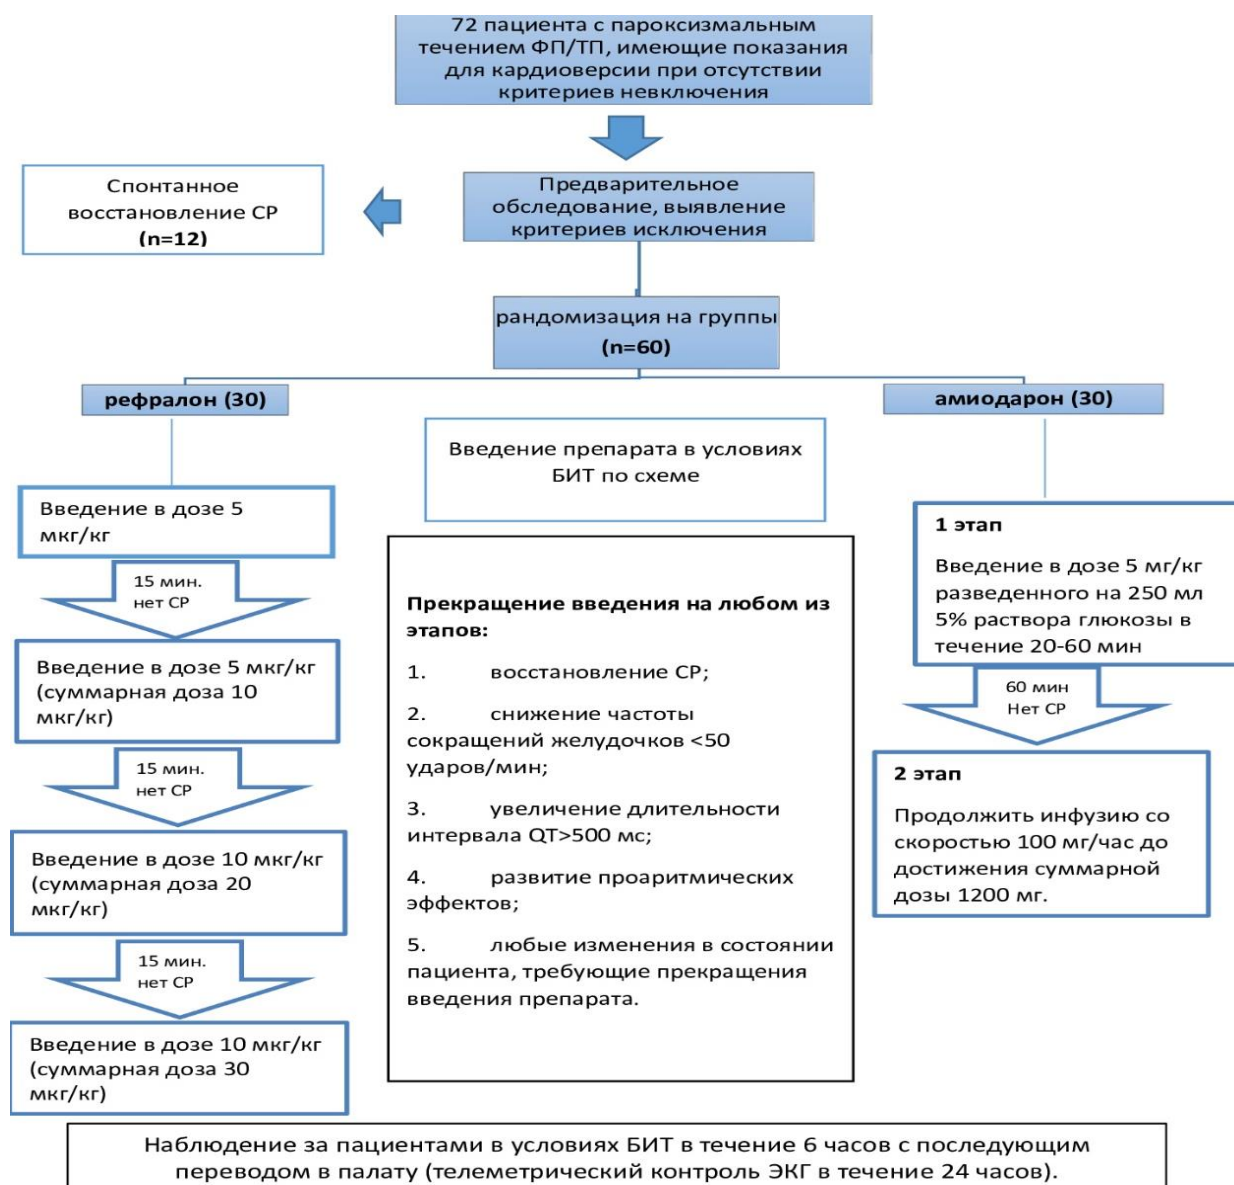 72 пациента с пароксизмальным
течением ФП/ТП, имеющие показания
для кардиоверсии при отсутствии
критериев невключения
Спонтанное
восстановление СР
(n=12)
Предварительное
обследование, выявление
критериев исключения
рандомизация на группы
(n=60)
рефралон (30)
амиодарон (30)
Введение препарата в условиях
БИТ по схеме
Введение в дозе 5
мкг/кг
15 мин.
нет СР
Введение в дозе 5 мкг/кг
(суммарная доза 10
мкг/кг)
15 мин.
нет СР
Введение в дозе 10 мкг/кг
(суммарная доза 20
мкг/кг)
15 мин.
нет СР
Введение в дозе 10 мкг/кг
(суммарная доза 30
мкг/кг)
Прекращение введения на любом из
этапов:
1. восстановление СР;
2. снижение частоты
сокращений желудочков <50
ударов/мин;
3. увеличение длительности
интервала QT>500 мс;
4. развитие проаритмических
эффектов;
5. любые изменения в состоянии
пациента, требующие прекращения
введения препарата.
1 этап
Введение в дозе 5 мг/кг
разведенного на 250 мл
5% раствора глюкозы в
течение 20-60 мин
60 мин
Нет СР
2 этап
Продолжить инфузию со
скоростью 100 мг/час до
достижения суммарной
дозы 1200 мг.
Наблюдение за пациентами в условиях БИТ в течение 6 часов с последующим
переводом в палату (телеметрический контроль ЭКГ в течение 24 часов).